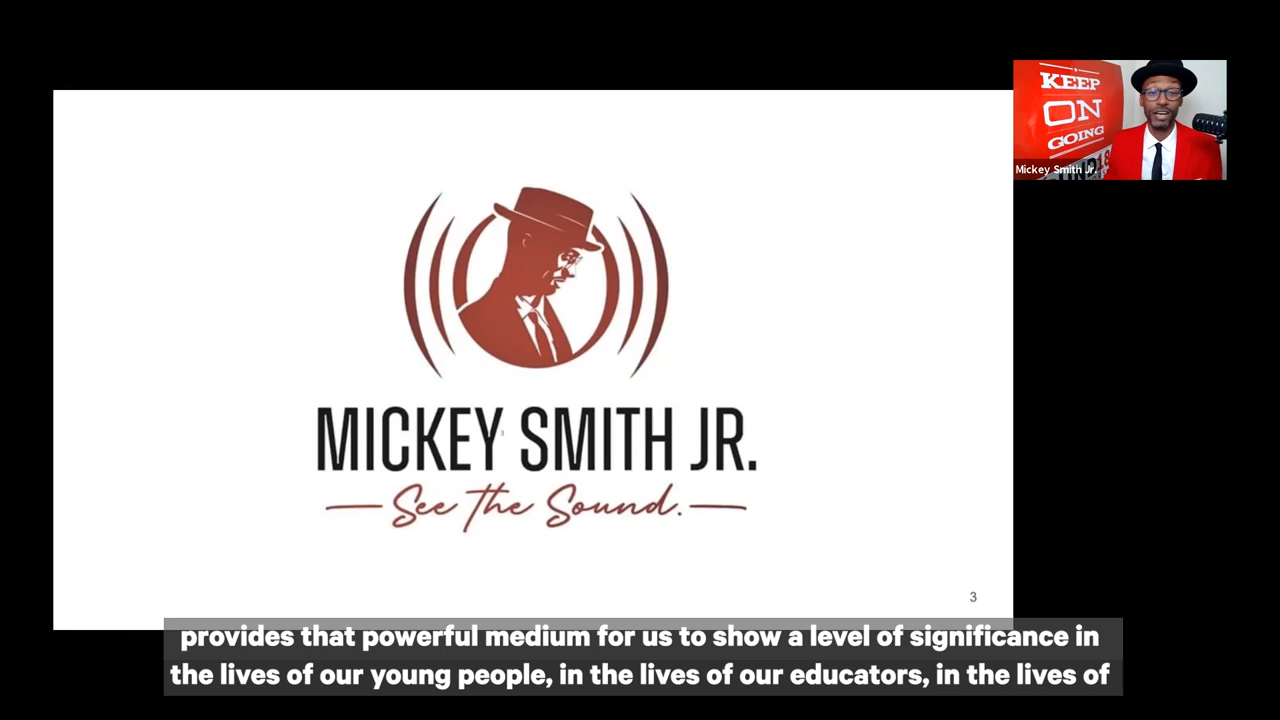 KEEP
ON
GOING
Mickey Smith Jr.
MICKEY SMITH JR.
See The Sound.
3
provides that powerful medium for us to show a level of significance in
the lives of our young people, in the lives of our educators, in the lives of